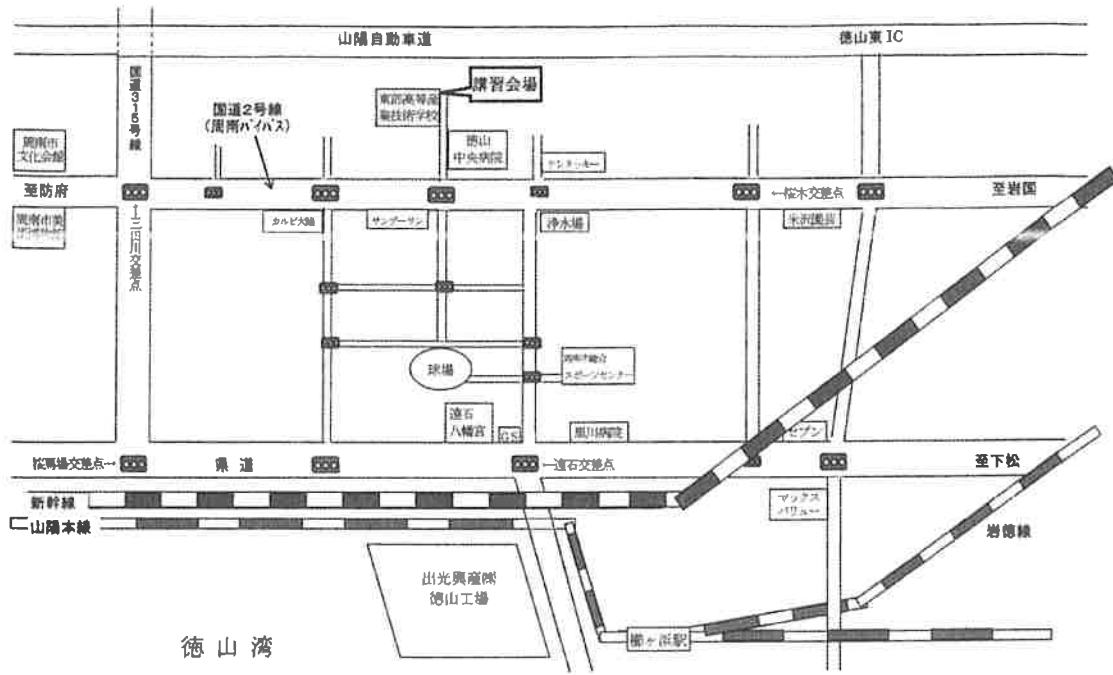 山陽自動車道
徳山東IC
国道315号線
国道2号線
(周南バイパス)
講習会場
東部高等産
業技術学校
徳山
中央病院
ケンタッキー
周南市
文化会館
至防府
←桜木交差点
至岩国
周南市美
カルビ大将
サンデーサン
浄水場
米沢園芸
←三田川交差点
球場
周南市総合
スポーツセンター
遠石
八幡宮
GS
黒川病院
セブン
桜馬場交差点→
県道
←遠石交差点
至下松
新幹線
山陽本線
マックス
バリュー
岩徳線
出光興産㈱
徳山工場
櫛ヶ浜駅
徳山湾